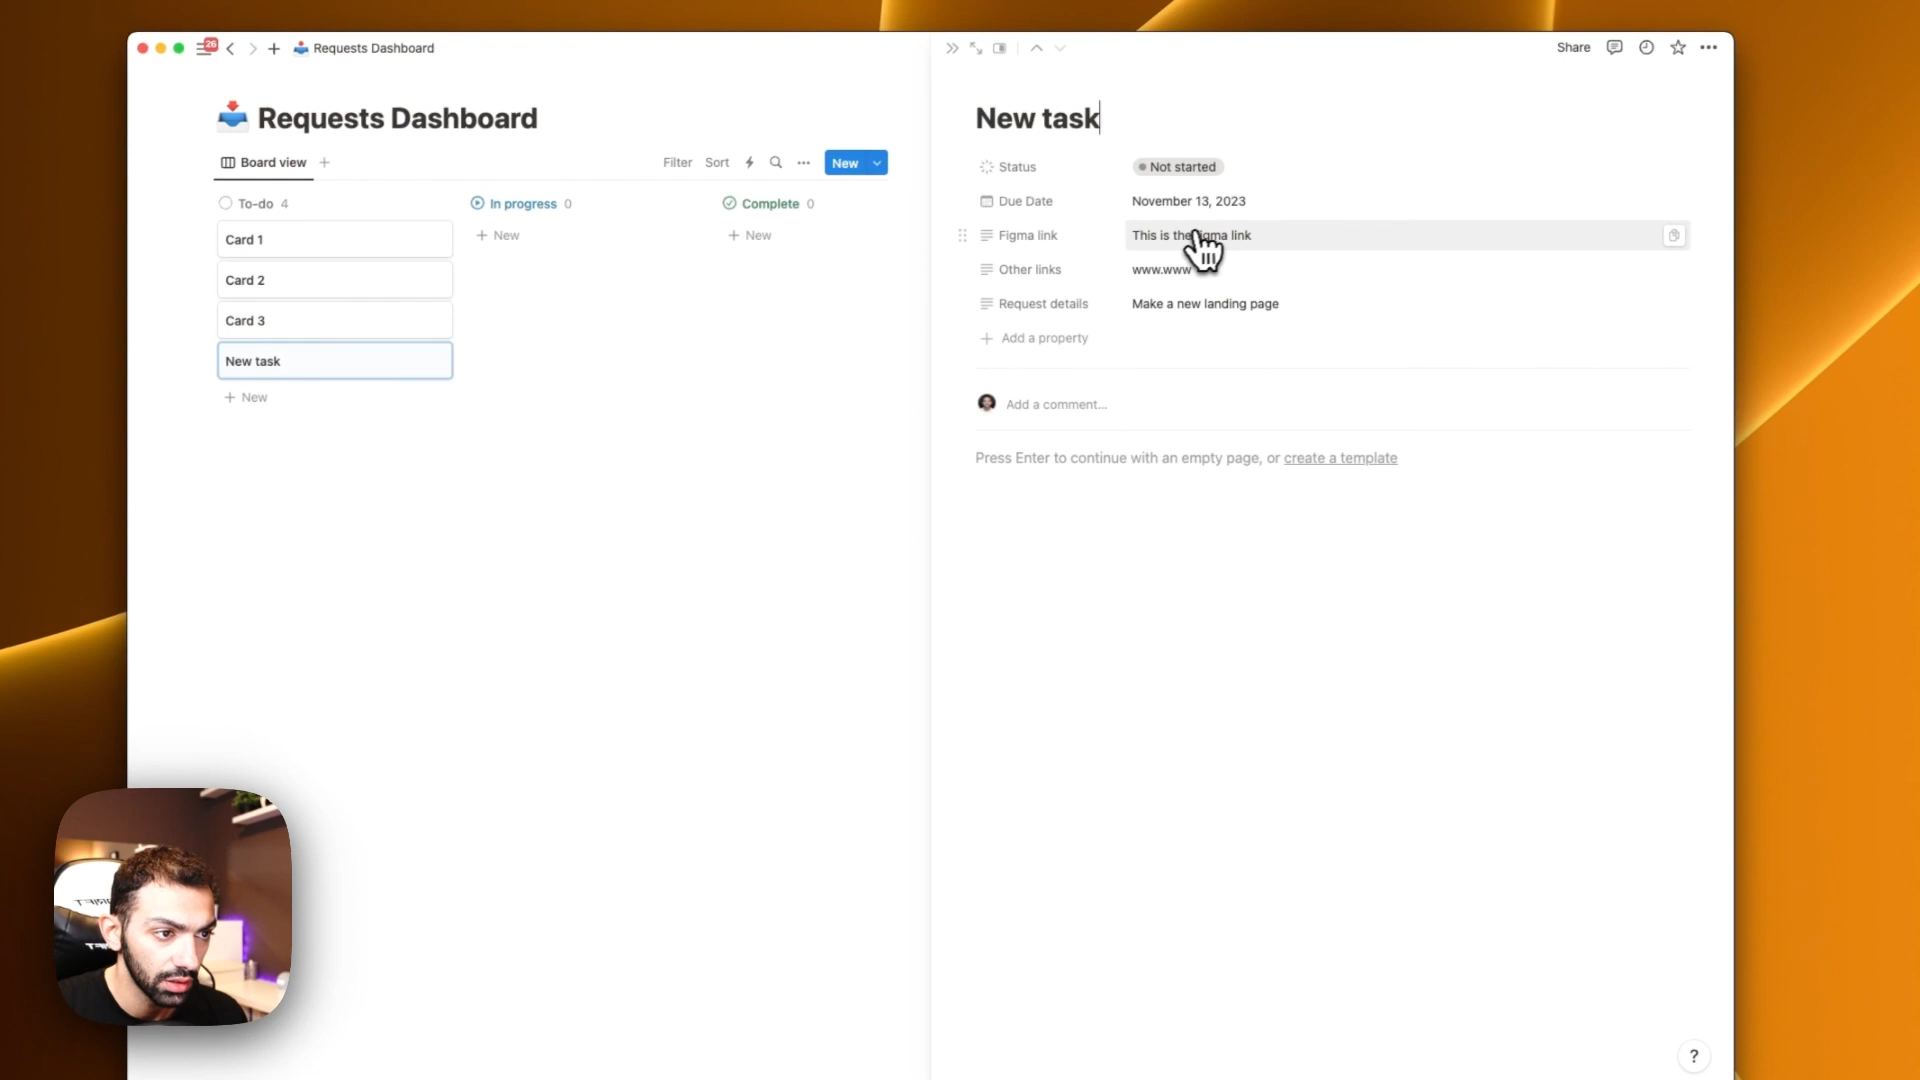 26
Requests Dashboard
Share
Requests Dashboard
Board view
Filter
Sort
New
To-do 4
In progress 0
Complete 0
Card 1
New
New
Card 2
Card 3
New task
New
New task
Status
Not started
Due Date
November 13, 2023
Figma link
This is the figma link
Other links
www.www
Request details
Make a new landing page
Add a property
Add a comment...
Press Enter to continue with an empty page, or create a template
?